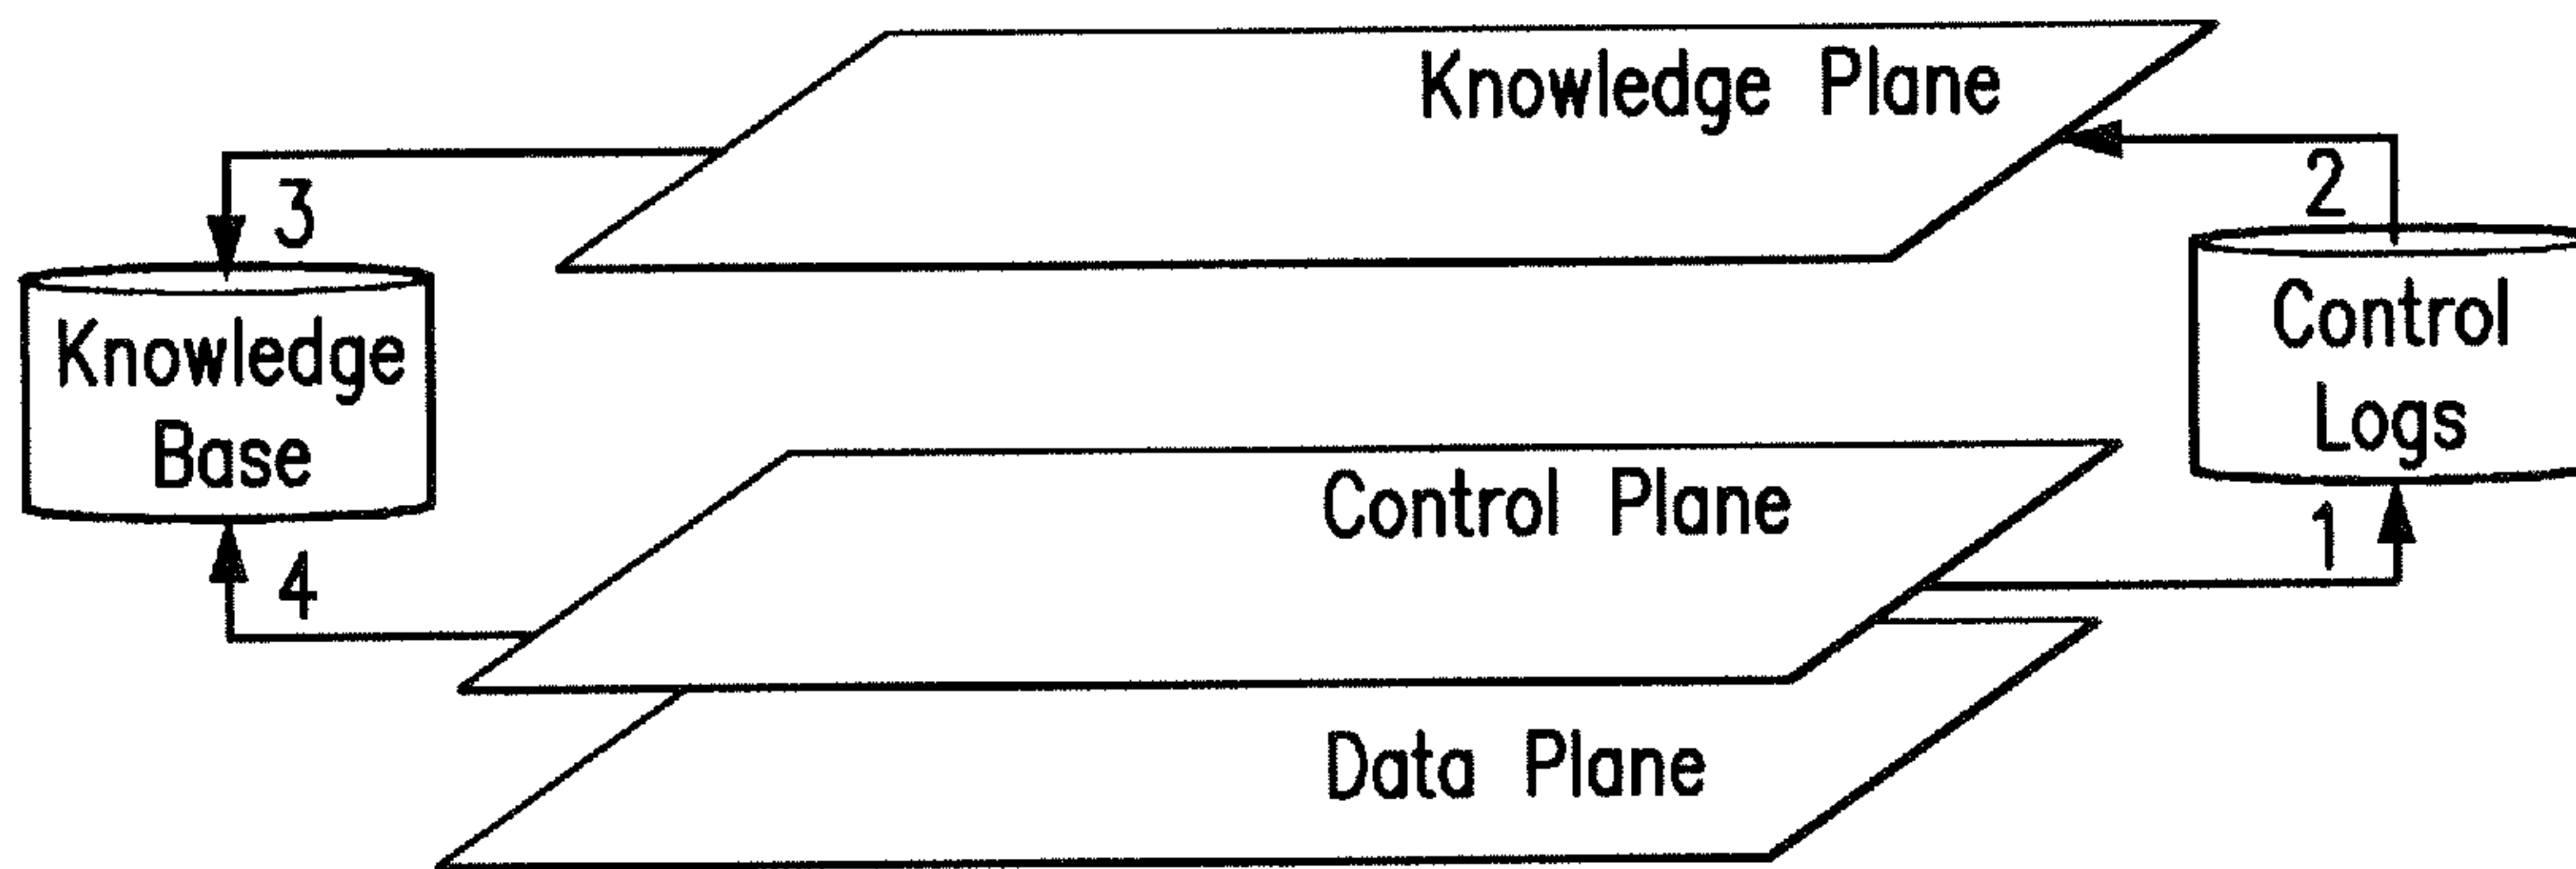 Knowledge Plane
3
2
Knowledge
Base
Control
Logs
Control Plane
4
1
Data Plane